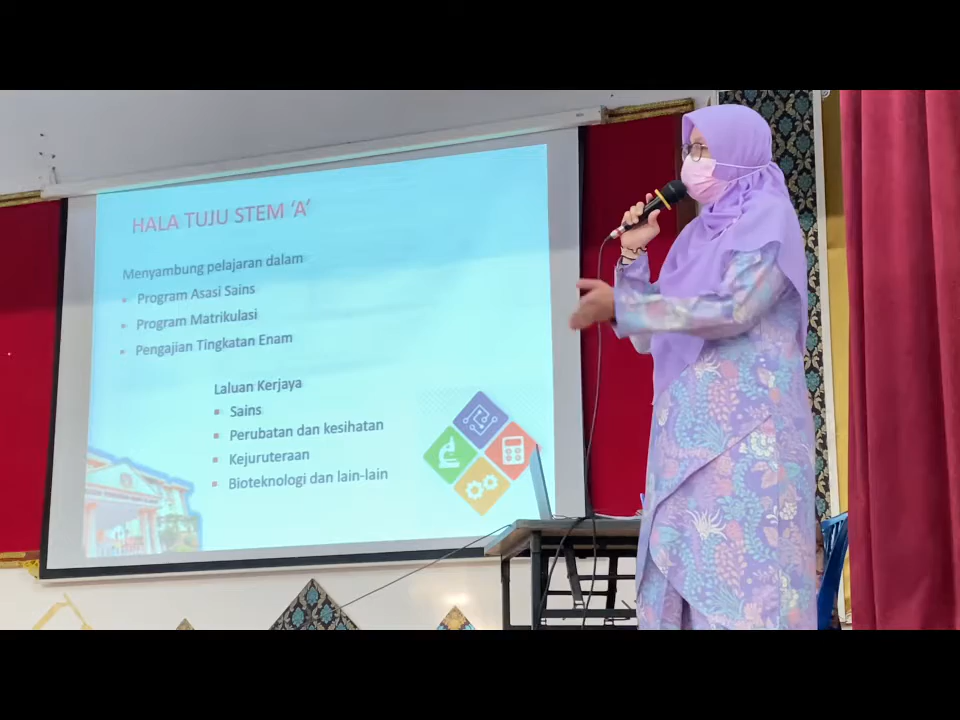 HALA TUJU STEM 'A'
Menyambung pelajaran dalam
Program Asasi Sains
Program Matrikulasi
Pengajian Tingkatan Enam
Laluan Kerjaya
Sains
Perubatan dan kesihatan
Kejuruteraan
Bioteknologi dan lain-lain